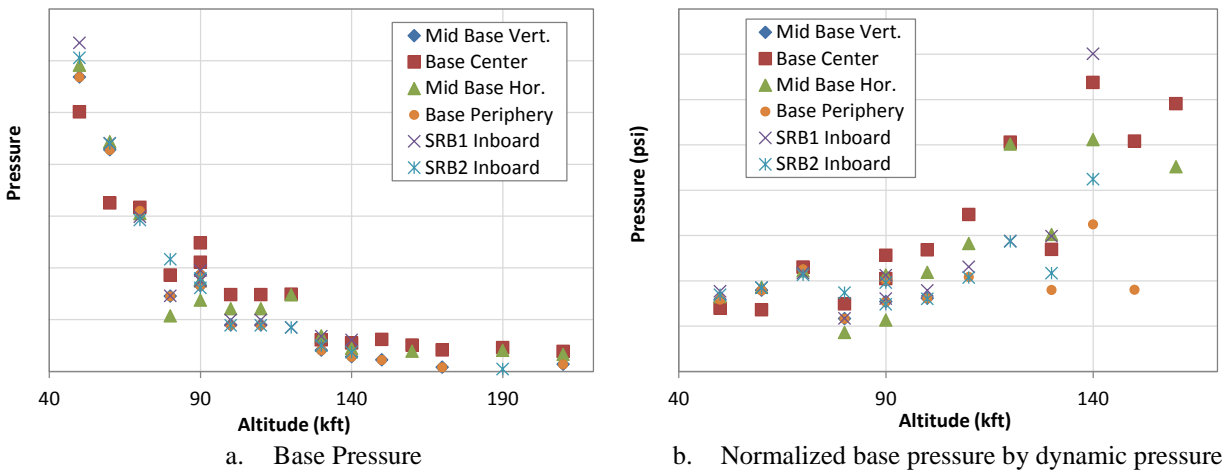 Pressure
Mid Base Vert.
Base Center
Mid Base Hor.
Base Periphery
SRB1 Inboard
SRB2 Inboard
40 90 140 190
Altitude (kft)
a. Base Pressure
Pressure (psi)
Mid Base Vert.
Base Center
Mid Base Hor.
Base Periphery
SRB1 Inboard
SRB2 Inboard
40 90 140
Altitude (kft)
b. Normalized base pressure by dynamic pressure